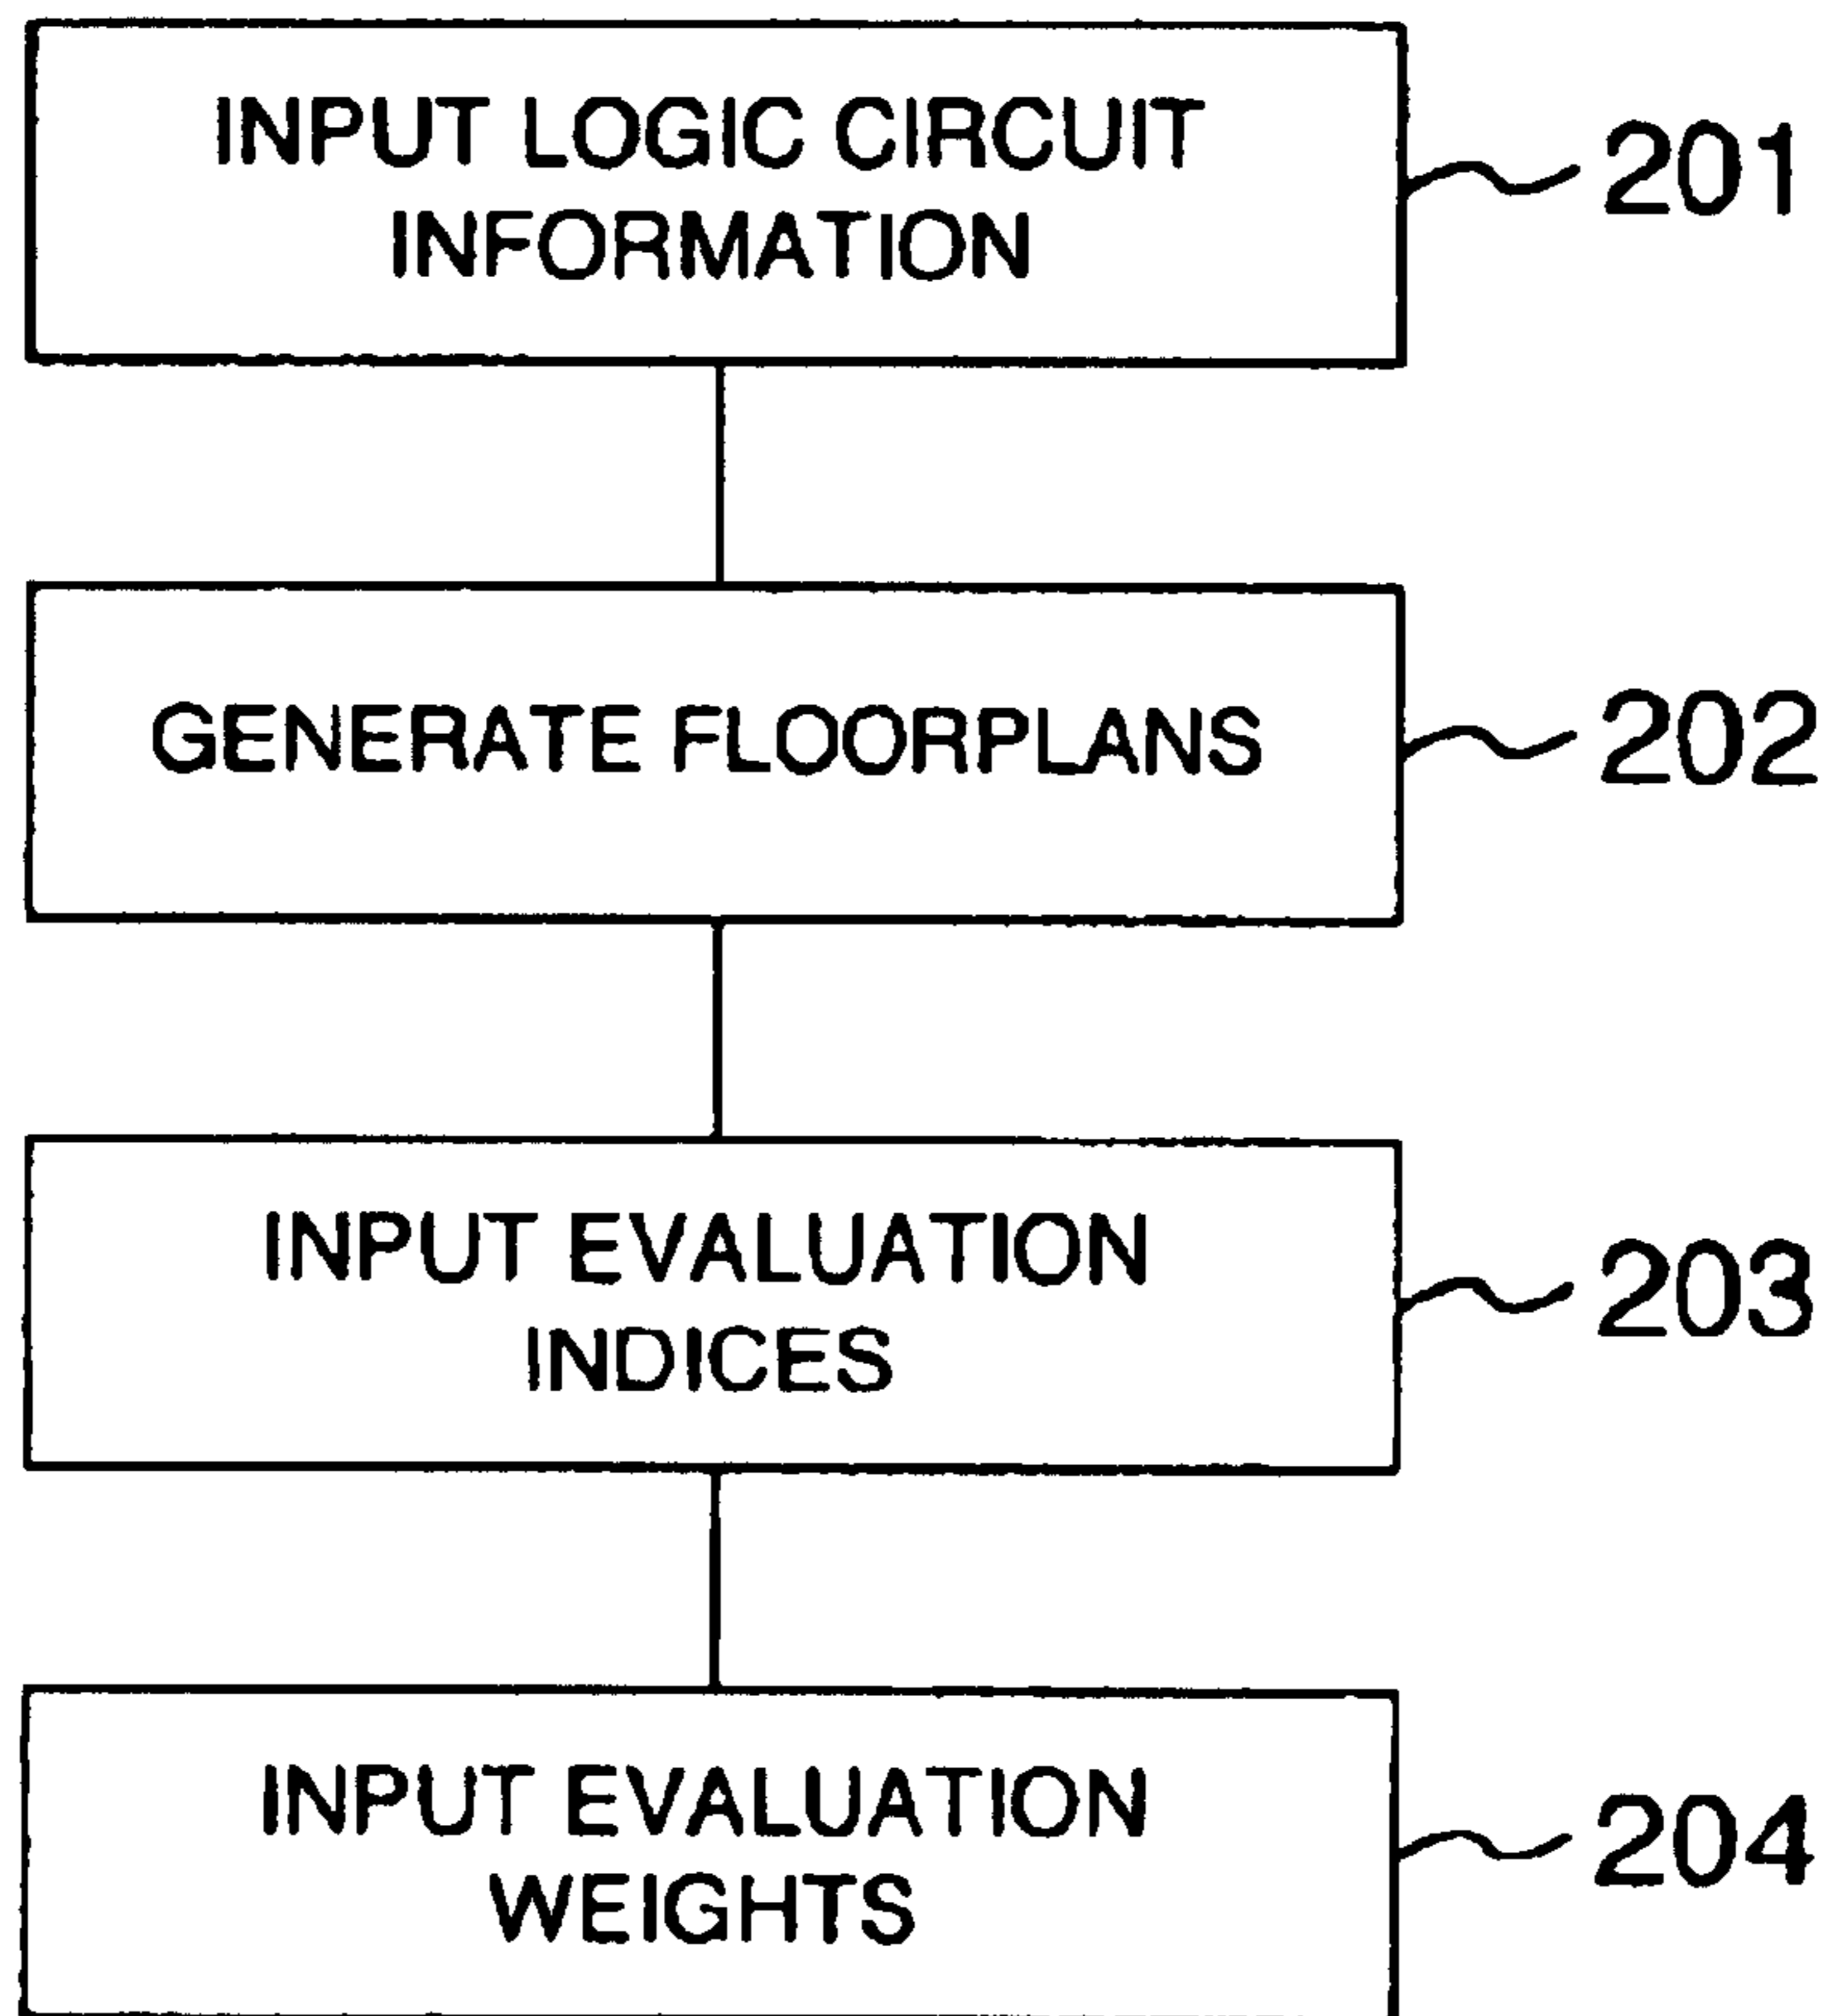 INPUT LOGIC CIRCUIT
INFORMATION
201
GENERATE FLOORPLANS
202
INPUT EVALUATION
INDICES
203
INPUT EVALUATION
WEIGHTS
204